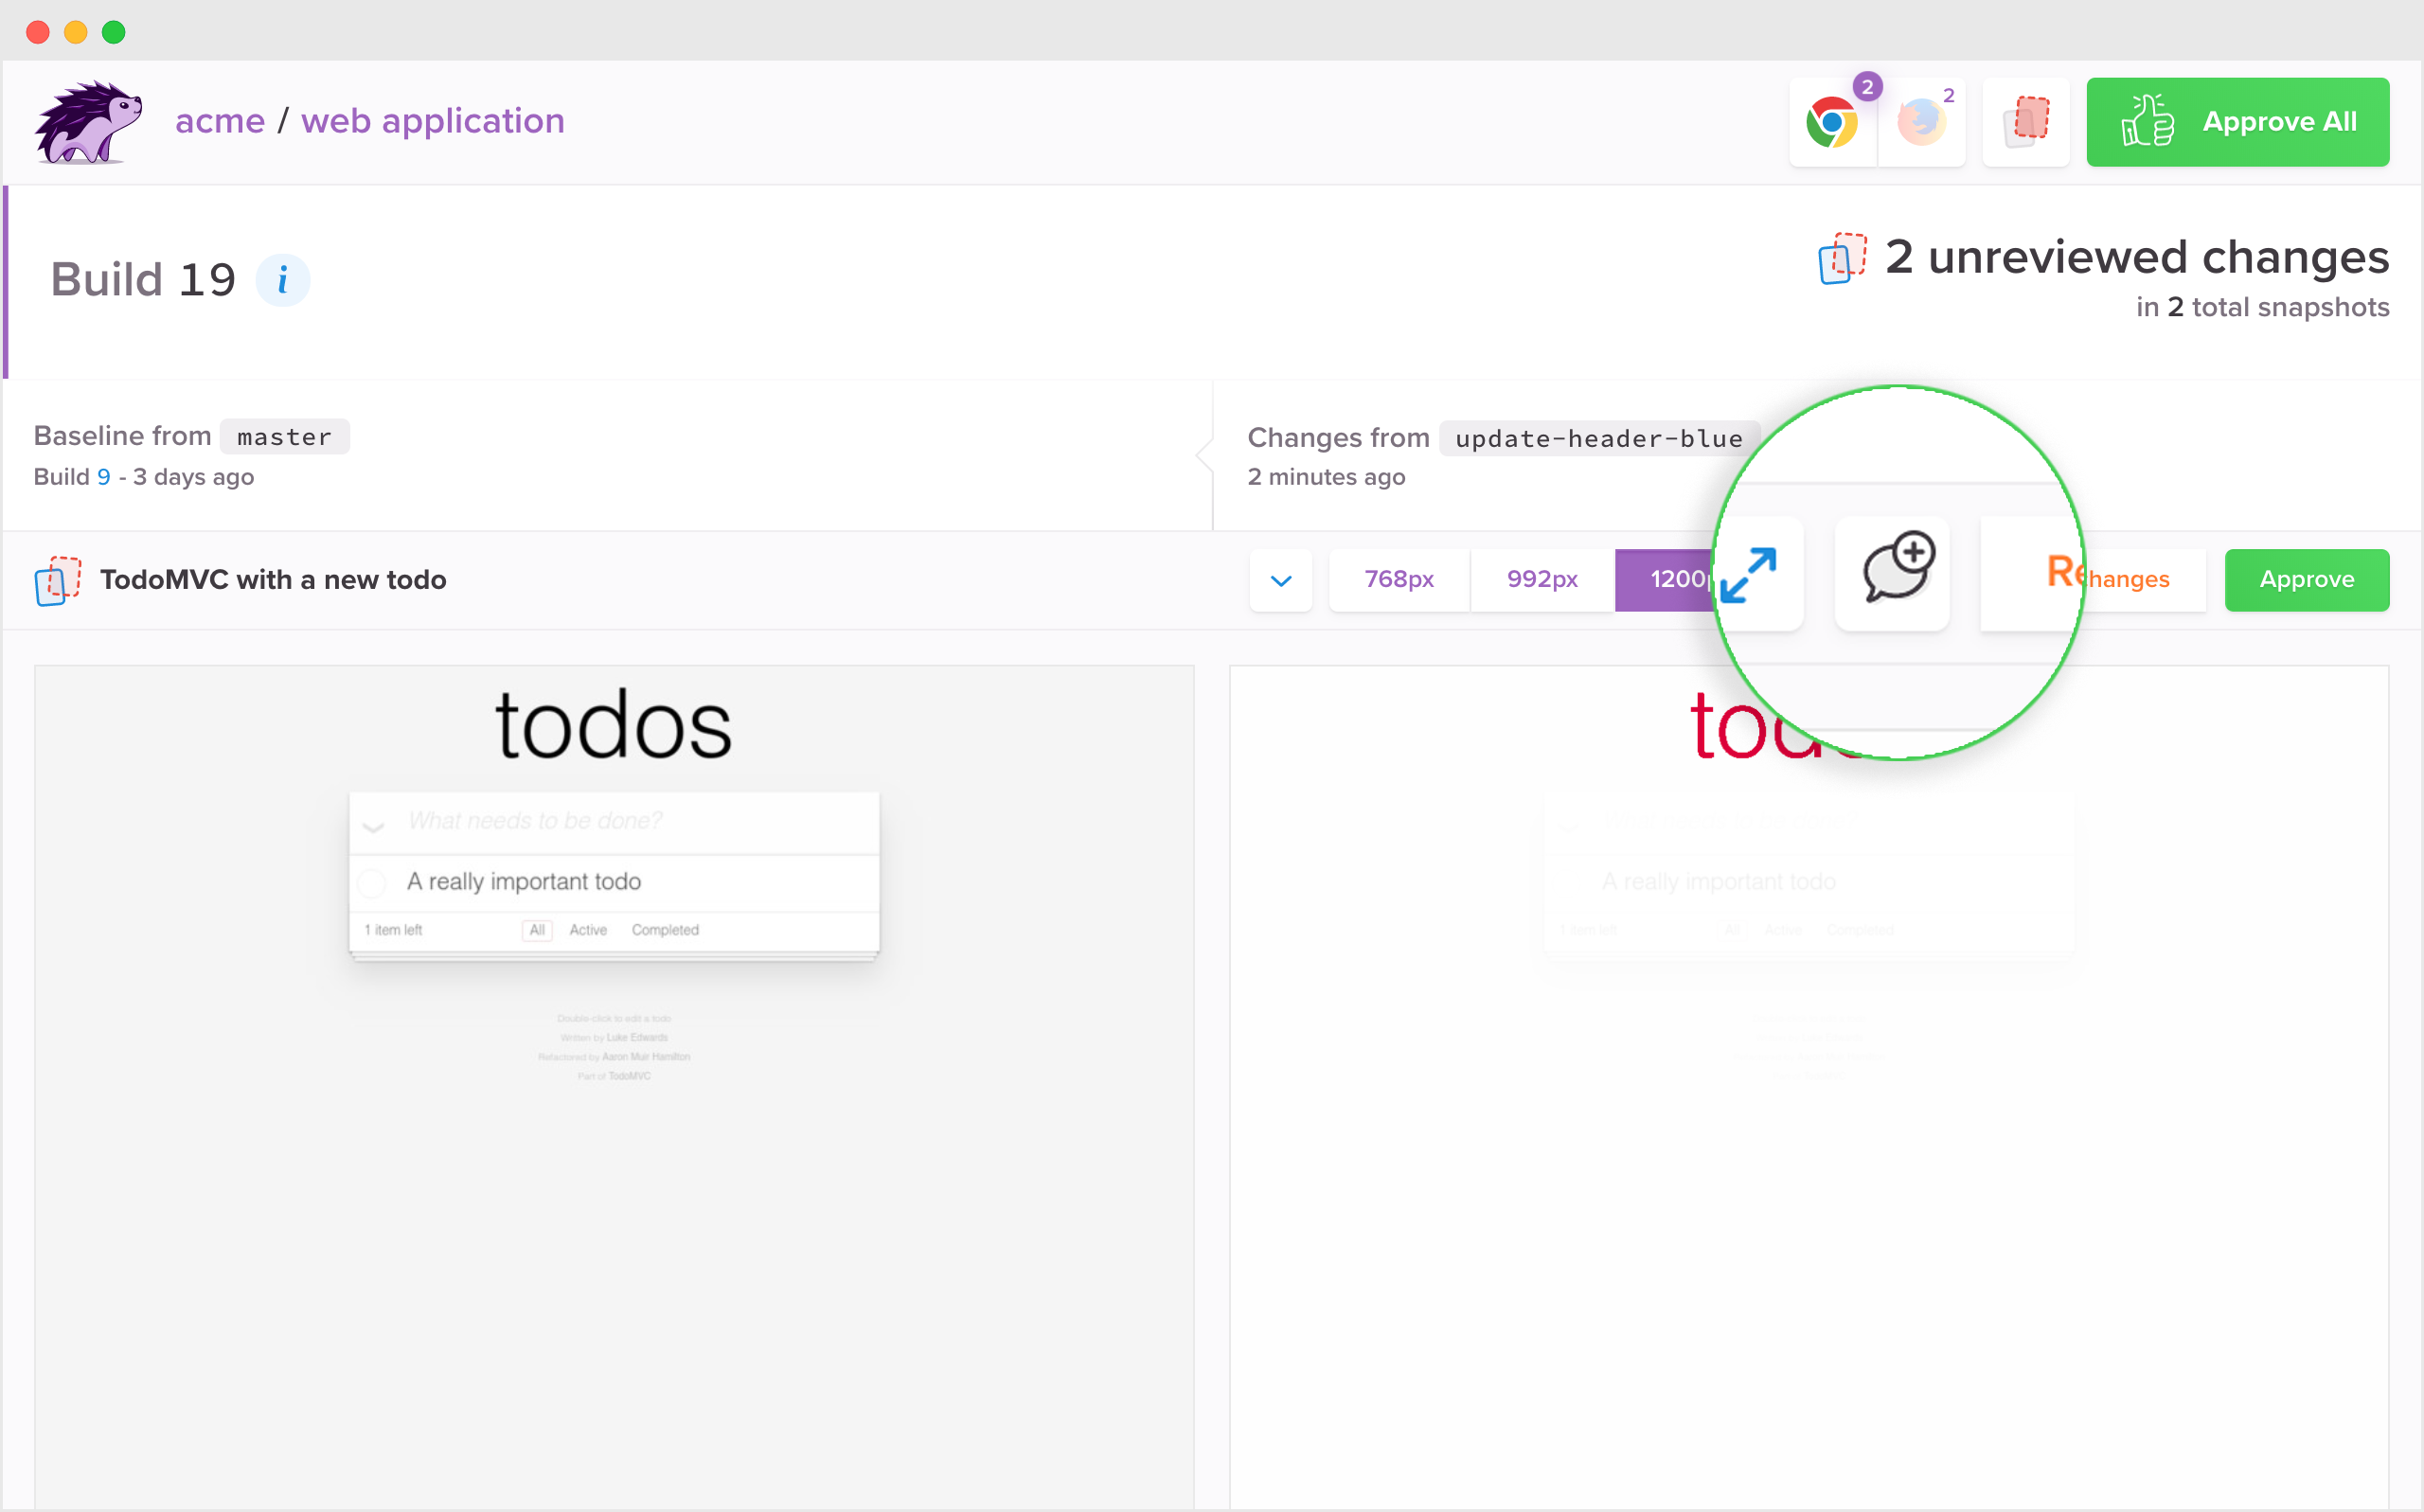 acme / web application
2
2
Approve All
Build 19
i
2 unreviewed changes
in 2 total snapshots
Baseline from master
Build 9 - 3 days ago
Changes from update-header-blue
2 minutes ago
TodoMVC with a new todo
768px
992px
1200
Re
hanges
Approve
todos
What needs to be done?
A really important todo
1 item left
All
Active
Completed
Double-click to edit a todo
Written by Luke Edwards
Refactored by Aaron Muir Hamilton
Part of TodoMVC
A really important todo
1 item left
All
Active
Completed